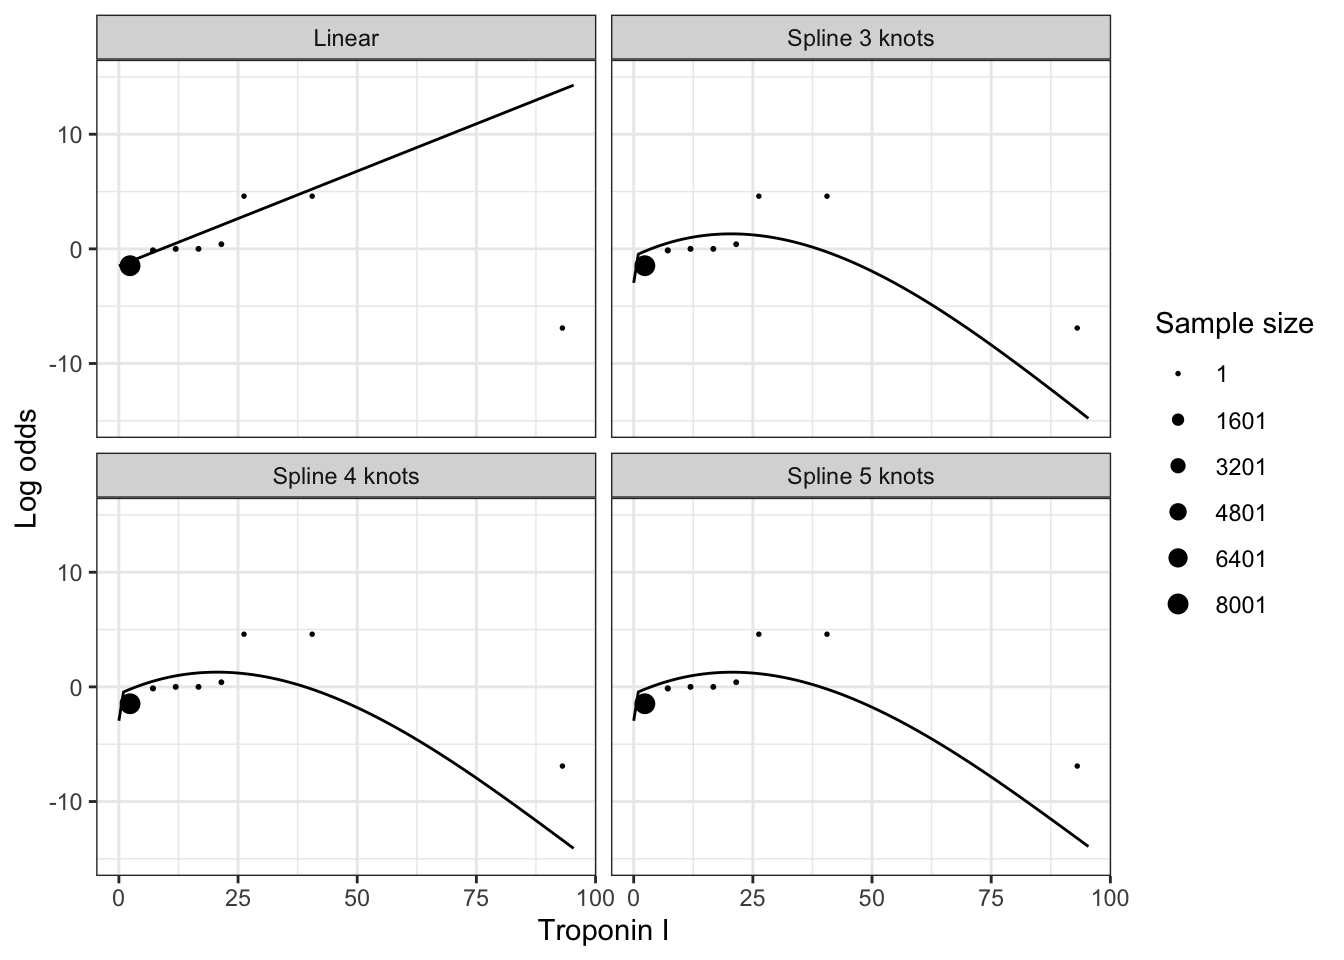 Linear
Spline 3 knots
10
0
-10
Spline 4 knots
Spline 5 knots
10
0
-10
0 25 50 75 100 0 25 50 75 100
Troponin I
Log odds
Sample size
1
1601
3201
4801
6401
8001